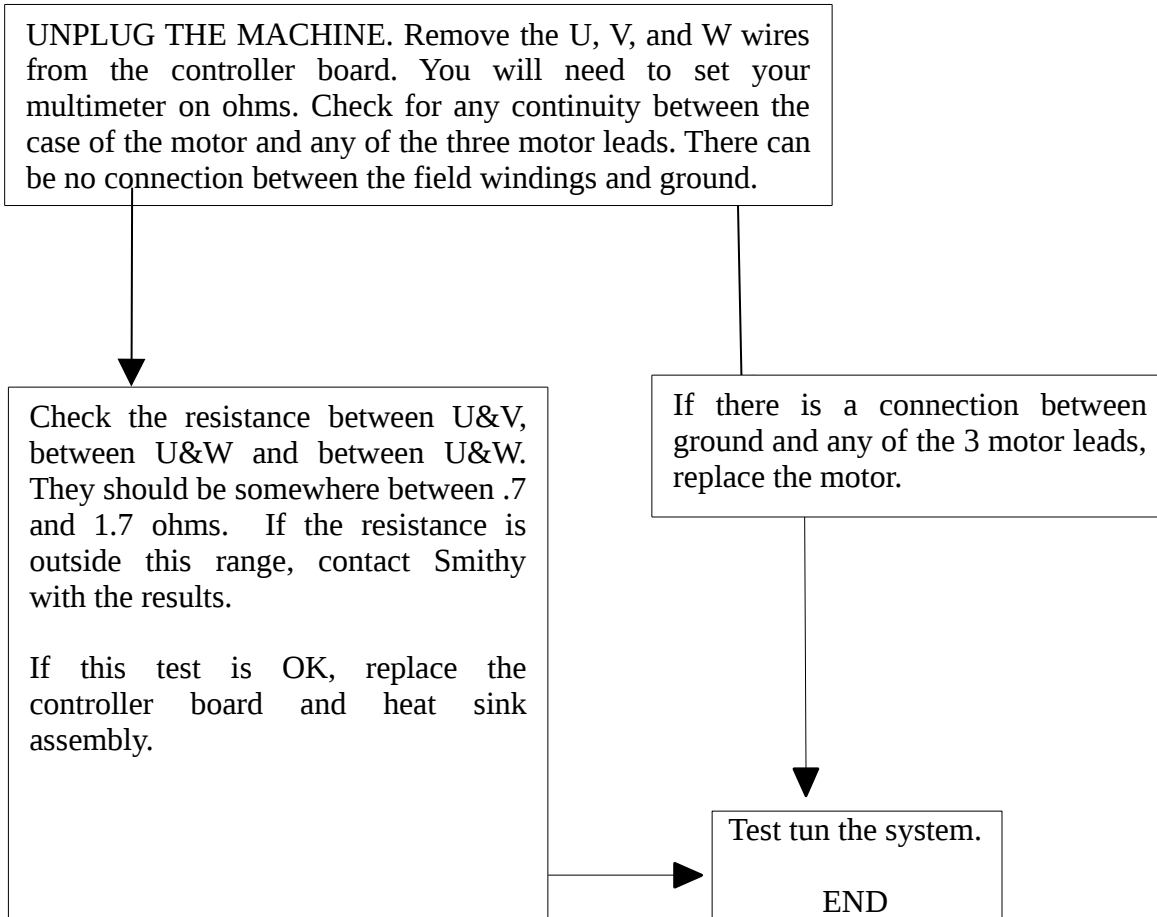 UNPLUG THE MACHINE. Remove the U, V, and W wires
from the controller board. You will need to set your
multimeter on ohms. Check for any continuity between the
case of the motor and any of the three motor leads. There can
be no connection between the field windings and ground.
Check the resistance between U&V,
between U&W and between U&W.
They should be somewhere between .7
and 1.7 ohms. If the resistance is
outside this range, contact Smithy
with the results.
If this test is OK, replace the
controller board and heat sink
assembly.
If there is a connection between
ground and any of the 3 motor leads,
replace the motor.
Test tun the system.
END